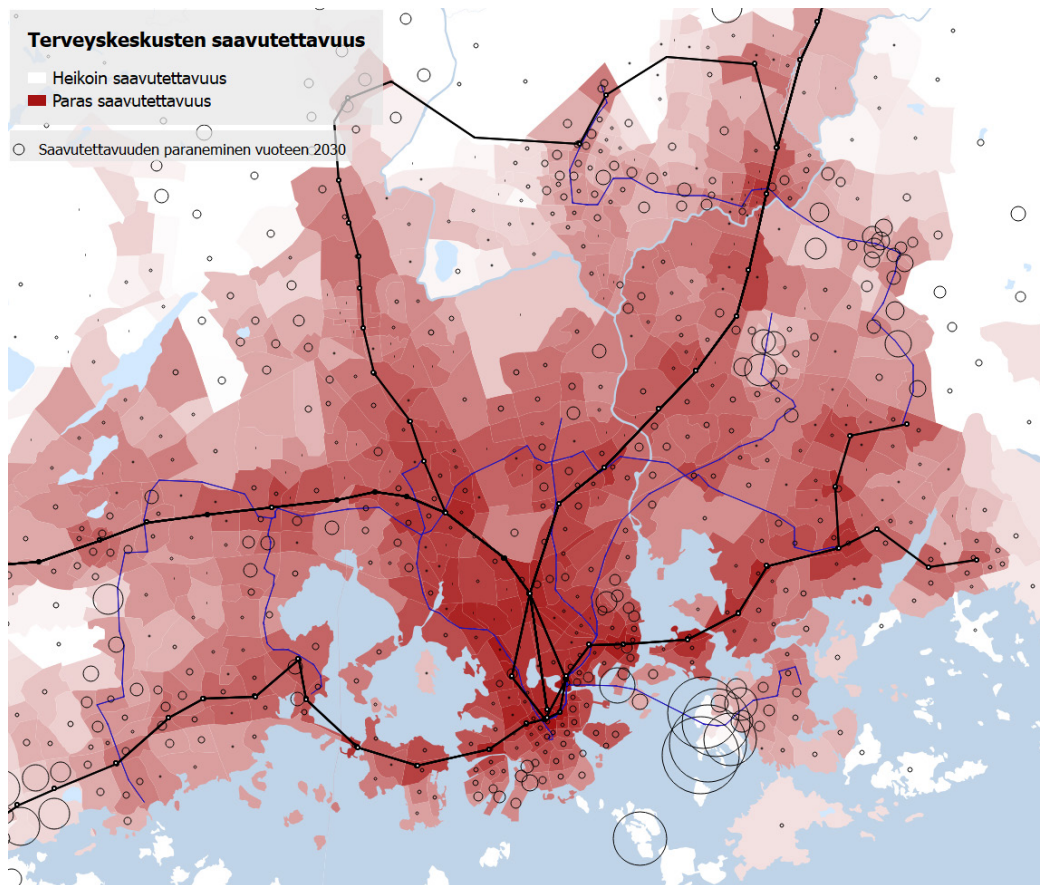 Terveyskeskusten saavutettavuus
Heikoin saavutettavuus
Paras saavutettavuus
Saavutettavuuden paraneminen vuoteen 2030